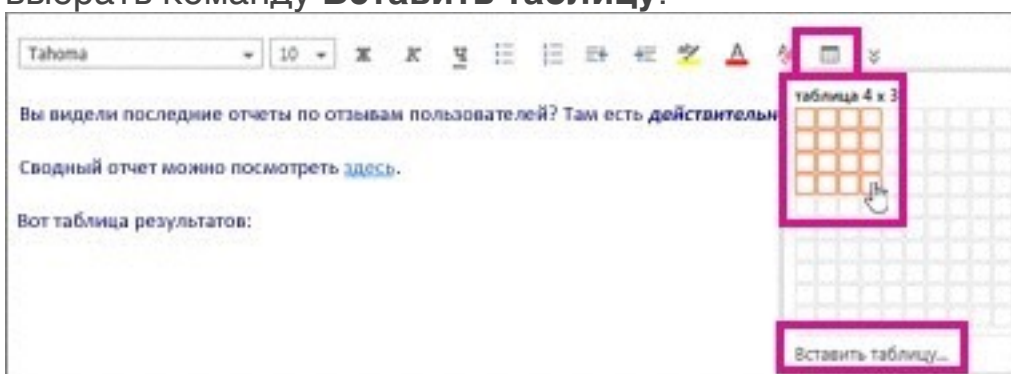 выбрать команду Вставить таблицу.
Tahoma 10 Ж К Ч
таблица 4 x 3
Вы видели последние отчеты по отзывам пользователей? Там есть действительн
Сводный отчет можно посмотреть здесь.
Вот таблица результатов:
Вставить таблицу...